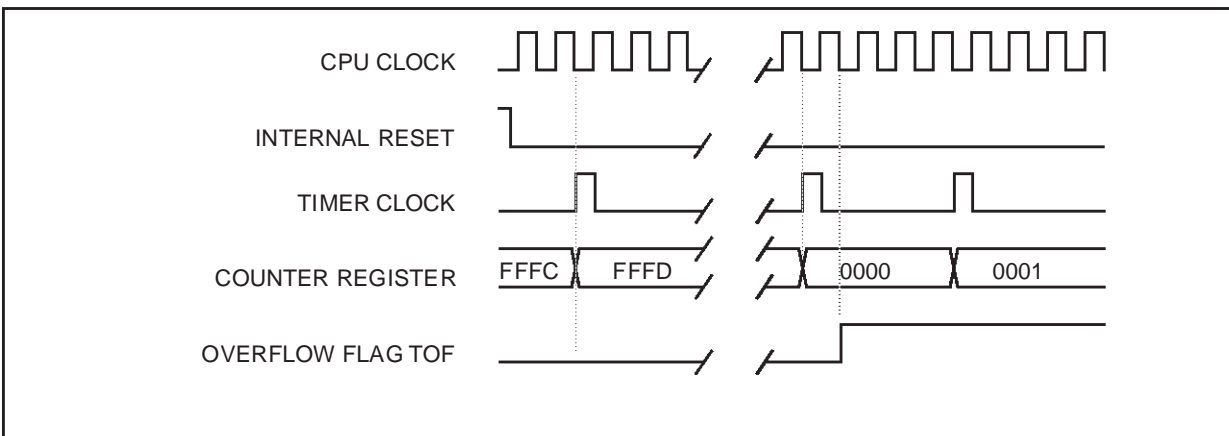 CPU CLOCK
INTERNAL RESET
TIMER CLOCK
COUNTER REGISTER
FFFC
FFFD
0000
0001
OVERFLOW FLAG TOF